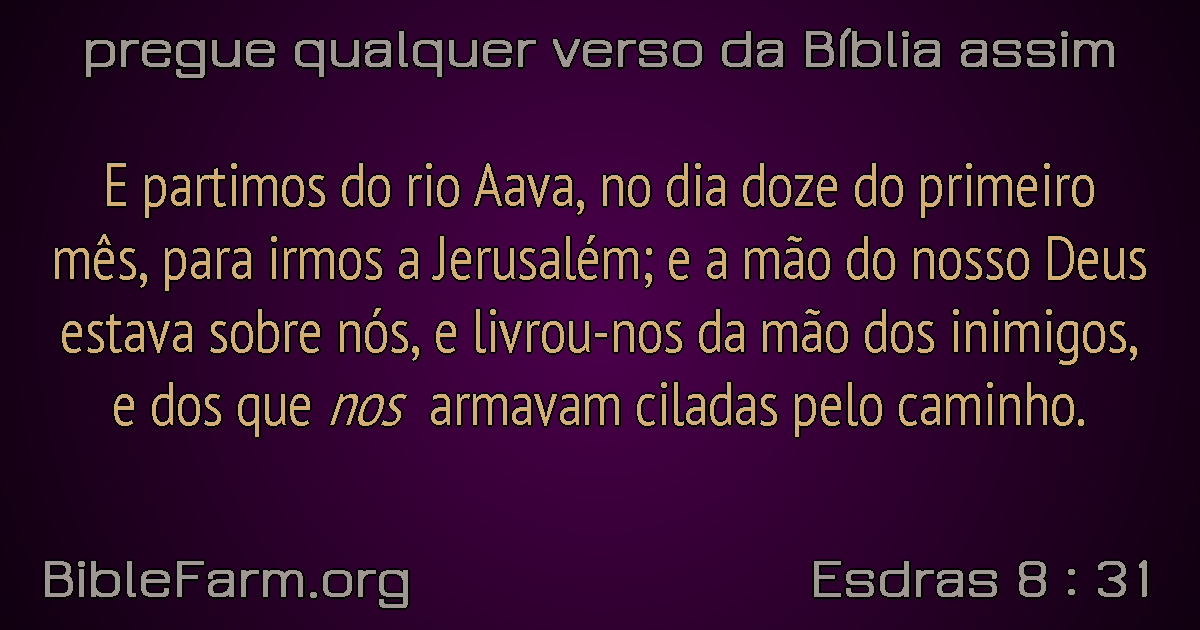 pregue qualquer verso da Bíblia assim
E partimos do rio Aava, no dia doze do primeiro
mês, para irmos a Jerusalém; e a mão do nosso Deus
estava sobre nós, e livrou-nos da mão dos inimigos,
e dos que nos armavam ciladas pelo caminho.
BibleFarm.org
Esdras 8 : 31